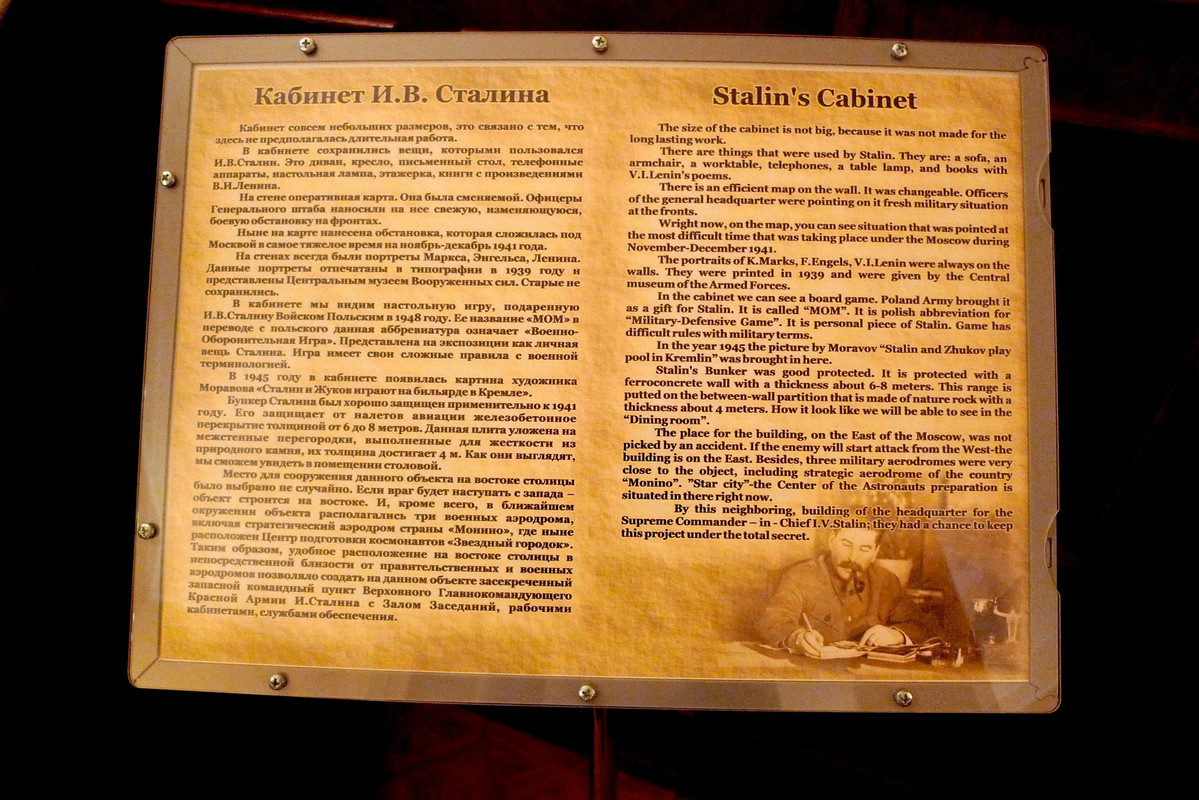 Кабинет И.В. Сталина
Кабинет совсем небольших размеров, это связано с тем, что
здесь не предполагалась длительная работа.
В кабинете сохранились вещи, которыми пользовался
И.В.Сталин. Это диван, кресло, письменный стол, телефонные
аппараты, настольная лампа, этажерка, книги с произведениями
В.И.Ленина.
На стене оперативная карта. Она была сменяемой. Офицеры
Генерального штаба наносили на нее свежую, изменяющуюся,
боевую обстановку на фронтах.
Ныне на карте нанесена обстановка, которая сложилась под
Москвой в самое тяжелое время на ноябрь-декабрь 1941 года.
На стенах всегда были портреты Маркса, Энгельса, Ленина.
Данные портреты отпечатаны в типографии в 1939 году и
представлены Центральным музеем Вооруженных сил. Старые не
сохранились.
В кабинете мы видим настольную игру, подаренную
И.В.Сталину Войском Польским в 1948 году. Ее название «МОМ» в
переводе с польского данная аббревиатура означает «Военно-
Оборонительная Игра». Представлена на экспозиции как личная
вещь Сталина. Игра имеет свои сложные правила с военной
терминологией.
В 1945 году в кабинете появилась картина художника
Моравова «Сталин и Жуков играют на бильярде в Кремле».
Бункер Сталина был хорошо защищен применительно к 1941
году. Его защищает от налетов авиации железобетонное
перекрытие толщиной от 6 до 8 метров. Данная плита уложена на
межстенные перегородки, выполненные для жесткости из
природного камня, их толщина достигает 4 м. Как они выглядят,
мы сможем увидеть в помещении столовой.
Место для сооружения данного объекта на востоке столицы
было выбрано не случайно. Если враг будет наступать с запада –
объект строится на востоке. И, кроме всего, в ближайшем
окружении объекта располагались три военных аэродрома,
включая стратегический аэродром страны «Монино», где ныне
расположен Центр подготовки космонавтов «Звездный городок».
Таким образом, удобное расположение на востоке столицы в
непосредственной близости от правительственных и военных
аэродромов позволяло создать на данном объекте засекреченный
запасной командный пункт Верховного Главнокомандующего
Красной Армии И.Сталина с Залом Заседаний, рабочими
кабинетами, службами обеспечения.
Stalin's Cabinet
The size of the cabinet is not big, because it was not made for the
long lasting work.
There are things that were used by Stalin. They are: a sofa, an
armchair, a worktable, telephones, a table lamp, and books with
V.I.Lenin's poems.
There is an efficient map on the wall. It was changeable. Officers
of the general headquarter were pointing on it fresh military situation
at the fronts.
Wright now, on the map, you can see situation that was pointed at
the most difficult time that was taking place under the Moscow during
November-December 1941.
The portraits of K.Marks, F.Engels, V.I.Lenin were always on the
walls. They were printed in 1939 and were given by the Central
museum of the Armed Forces.
In the cabinet we can see a board game. Poland Army brought it
as a gift for Stalin. It is called “MOM”. It is polish abbreviation for
“Military-Defensive Game”. It is personal piece of Stalin. Game has
difficult rules with military terms.
In the year 1945 the picture by Moravov “Stalin and Zhukov play
pool in Kremlin” was brought in here.
Stalin's Bunker was good protected. It is protected with a
ferroconcrete wall with a thickness about 6-8 meters. This range is
putted on the between-wall partition that is made of nature rock with a
thickness about 4 meters. How it look like we will be able to see in the
“Dining room”.
The place for the building, on the East of the Moscow, was not
picked by an accident. If the enemy will start attack from the West-the
building is on the East. Besides, three military aerodromes were very
close to the object, including strategic aerodrome of the country
“Monino”. ”Star city”-the Center of the Astronauts preparation is
situated in there right now.
By this neighboring, building of the headquarter for the
Supreme Commander – in - Chief I.V.Stalin; they had a chance to keep
this project under the total secret.